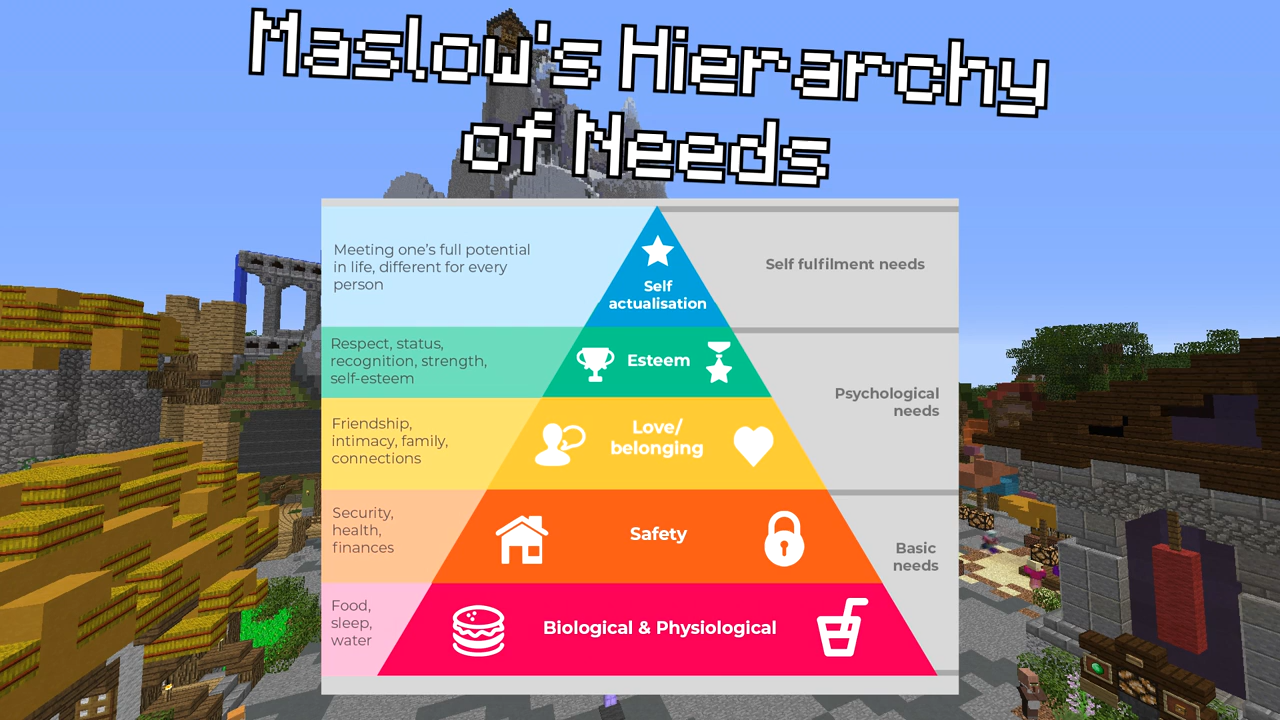 Maslow's Hierarchy
of Needs
Meeting one's full potential
in life, different for every
person
Self
actualisation
Self fulfilment needs
Respect, status,
recognition, strength,
self-esteem
Esteem
Psychological
needs
Friendship,
intimacy, family,
connections
Love/
belonging
Security,
health,
finances
Safety
Basic
needs
Food,
sleep,
water
Biological & Physiological